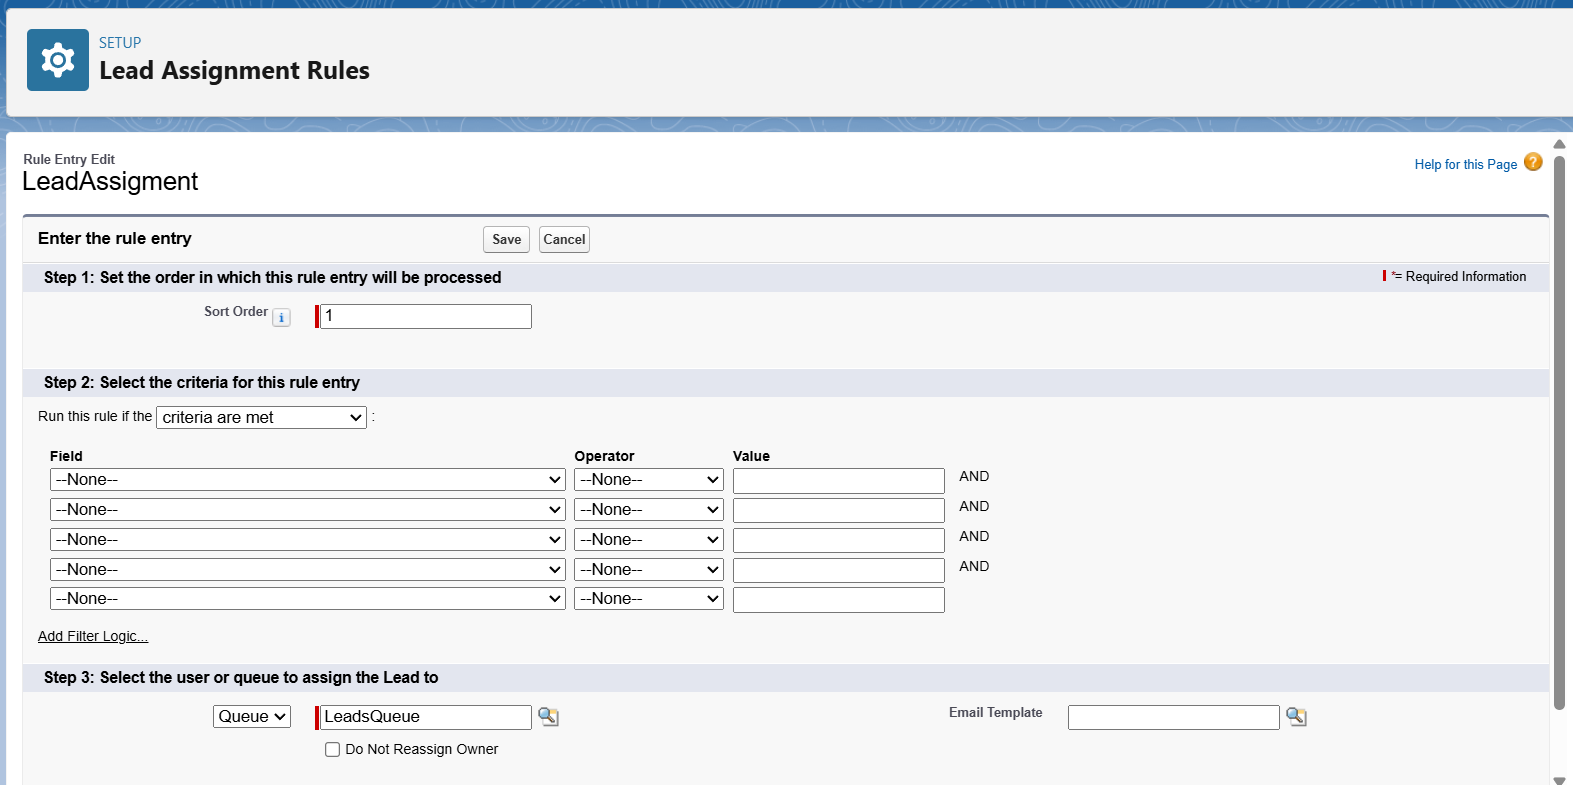 SETUP
Lead Assignment Rules
Rule Entry Edit
LeadAssigment
Help for this Page ?
Enter the rule entry
Save Cancel
Step 1: Set the order in which this rule entry will be processed
*= Required Information
Sort Order i 1
Step 2: Select the criteria for this rule entry
Run this rule if the criteria are met :
Field Operator Value
--None-- --None-- AND
--None-- --None-- AND
--None-- --None-- AND
--None-- --None-- AND
--None-- --None--
Add Filter Logic...
Step 3: Select the user or queue to assign the Lead to
Queue LeadsQueue Email Template
Do Not Reassign Owner